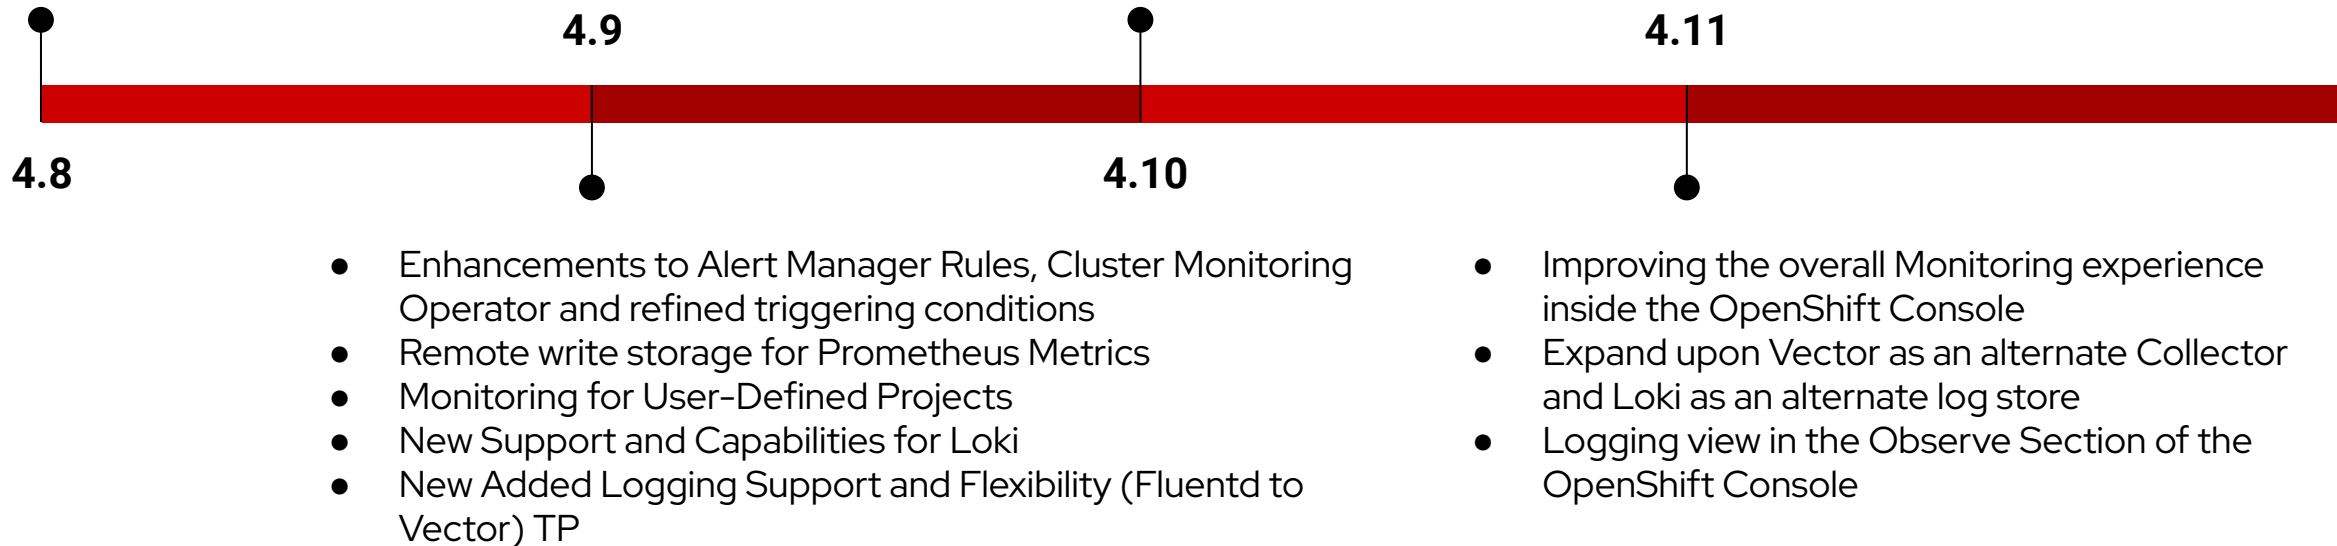 4.9
4.11
4.8
4.10
● Enhancements to Alert Manager Rules, Cluster Monitoring
Operator and refined triggering conditions
● Remote write storage for Prometheus Metrics
● Monitoring for User-Defined Projects
● New Support and Capabilities for Loki
● New Added Logging Support and Flexibility (Fluentd to
Vector) TP
● Improving the overall Monitoring experience
inside the OpenShift Console
● Expand upon Vector as an alternate Collector
and Loki as an alternate log store
● Logging view in the Observe Section of the
OpenShift Console